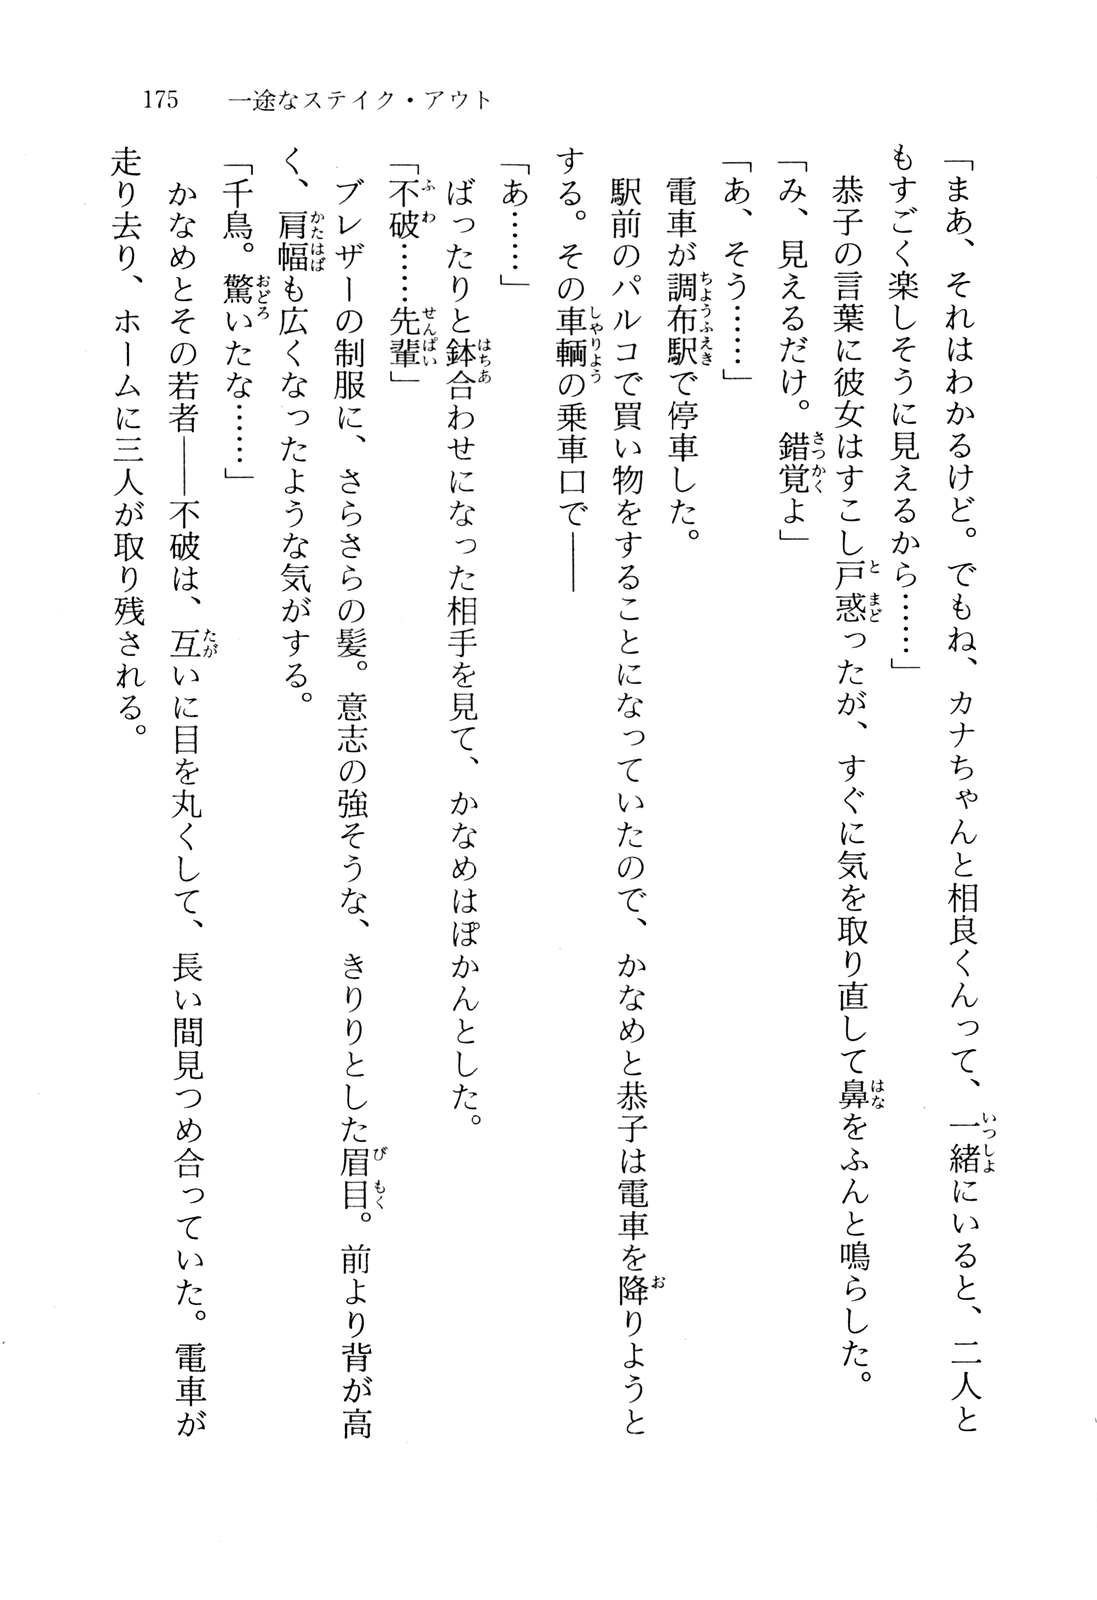 175　一途なステイク・アウト
「まあ、それはわかるけど。でもね、カナちゃんと相良くんって、一緒にいると、二人と
もすごく楽しそうに見えるから……」
　恭子の言葉に彼女はすこし戸惑ったが、すぐに気を取り直して鼻をふんと鳴らした。
「み、見えるだけ。錯覚よ」
「あ、そう……」
　電車が調布駅で停車した。
　駅前のパルコで買い物をすることになっていたので、かなめと恭子は電車を降りようと
する。その車輌の乗車口で――
「あ……」
　ばったりと鉢合わせになった相手を見て、かなめはぽかんとした。
「不破……先輩」
　ブレザーの制服に、さらさらの髪。意志の強そうな、きりりとした眉目。前より背が高
く、肩幅も広くなったような気がする。
「千鳥。驚いたな……」
　かなめとその若者――不破は、互いに目を丸くして、長い間見つめ合っていた。電車が
走り去り、ホームに三人が取り残される。